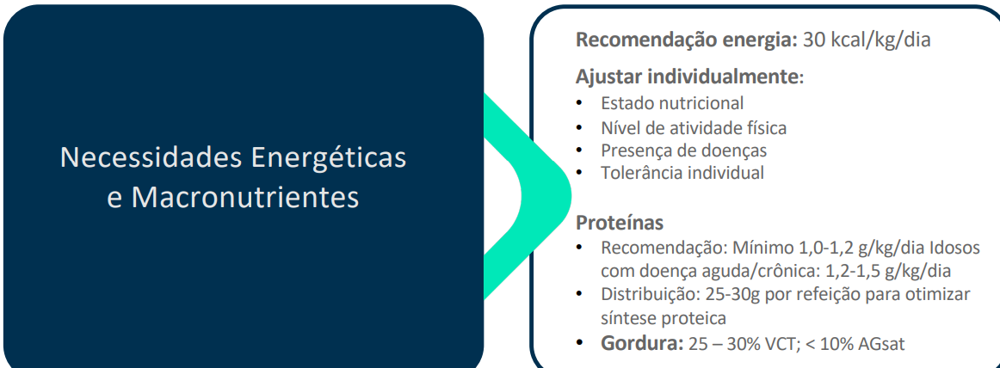 Necessidades Energéticas
e Macronutrientes
Recomendação energia: 30 kcal/kg/dia
Ajustar individualmente:
• Estado nutricional
• Nível de atividade física
• Presença de doenças
• Tolerância individual
Proteínas
• Recomendação: Mínimo 1,0-1,2 g/kg/dia Idosos
com doença aguda/crônica: 1,2-1,5 g/kg/dia
• Distribuição: 25-30g por refeição para otimizar
síntese proteica
• Gordura: 25 – 30% VCT; < 10% AGsat